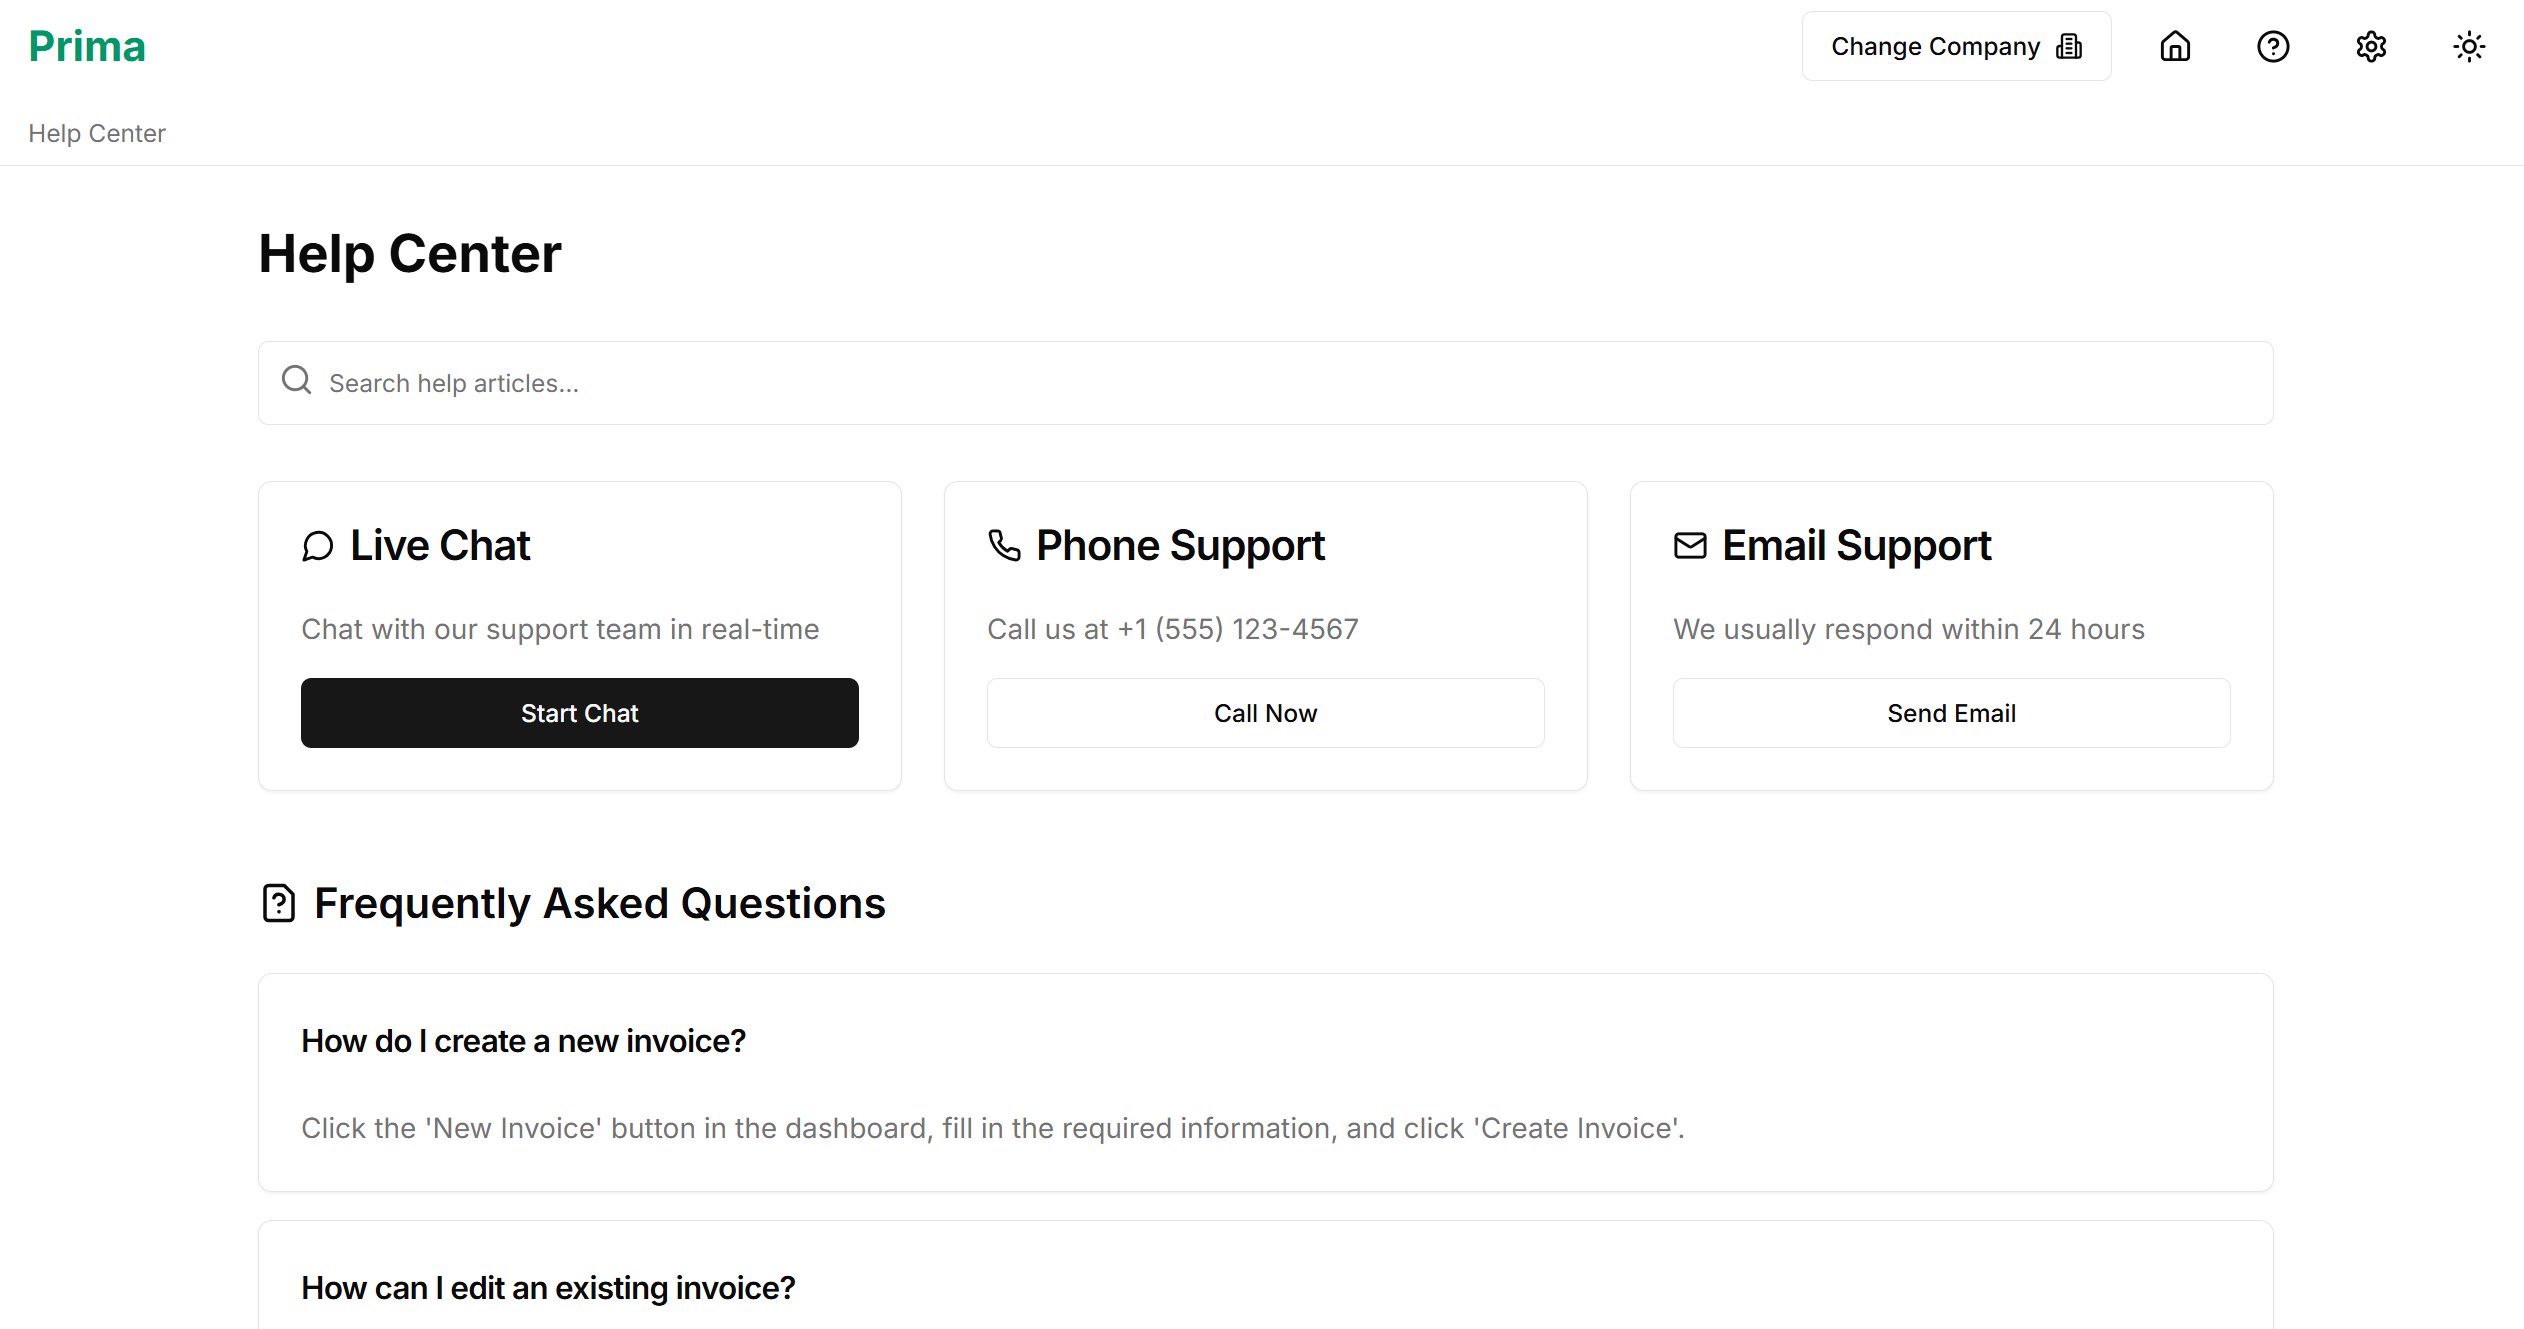 Prima
Change Company
Help Center
Help Center
Search help articles...
Live Chat
Chat with our support team in real-time
Start Chat
Phone Support
Call us at +1 (555) 123-4567
Call Now
Email Support
We usually respond within 24 hours
Send Email
Frequently Asked Questions
How do I create a new invoice?
Click the 'New Invoice' button in the dashboard, fill in the required information, and click 'Create Invoice'.
How can I edit an existing invoice?